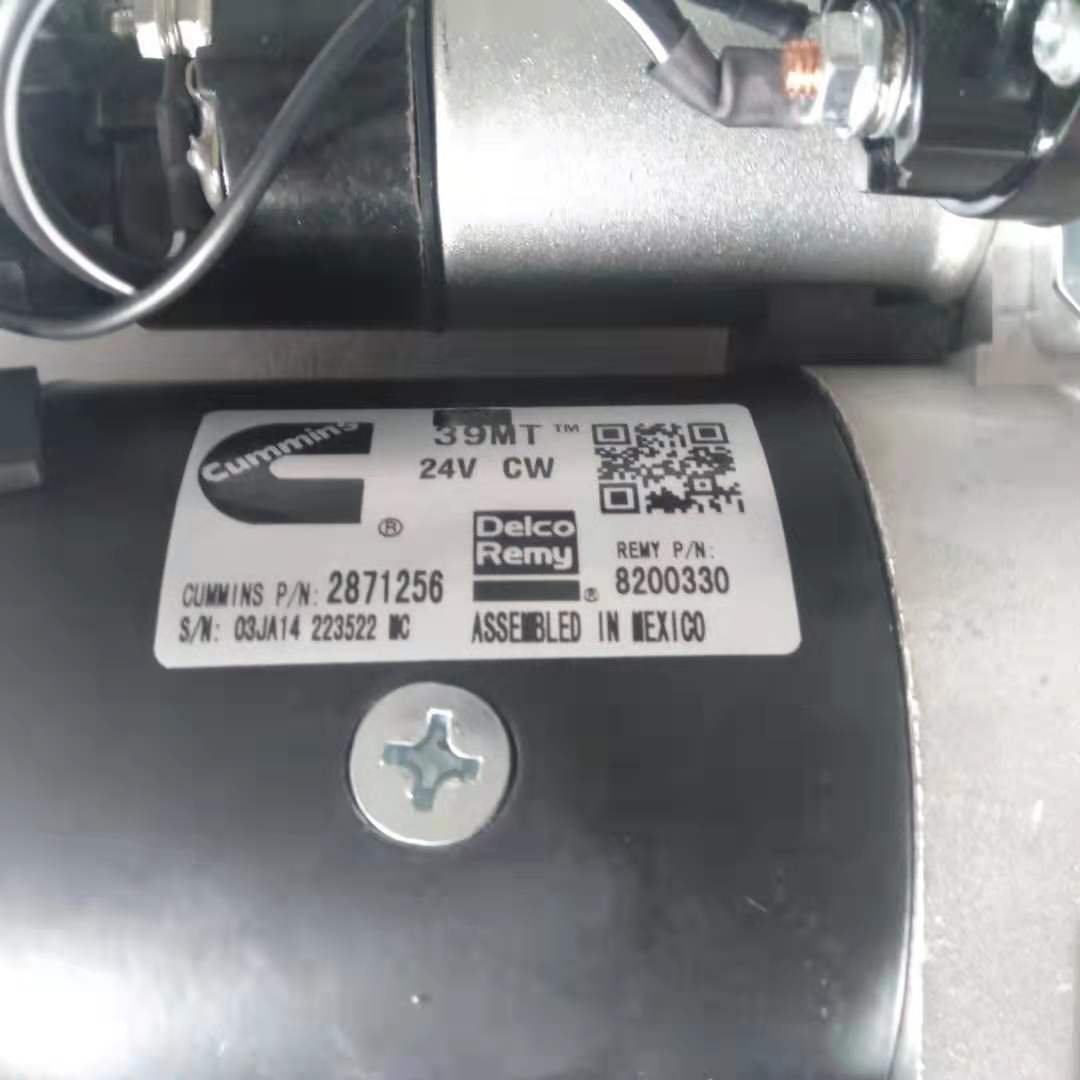 Cummins
®
39MT™
24V CW
Delco
Remy
®
REMY P/N:
8200330
CUMMINS P/N: 2871256
S/N: 03JA14 223522 MC
ASSEMBLED IN MEXICO